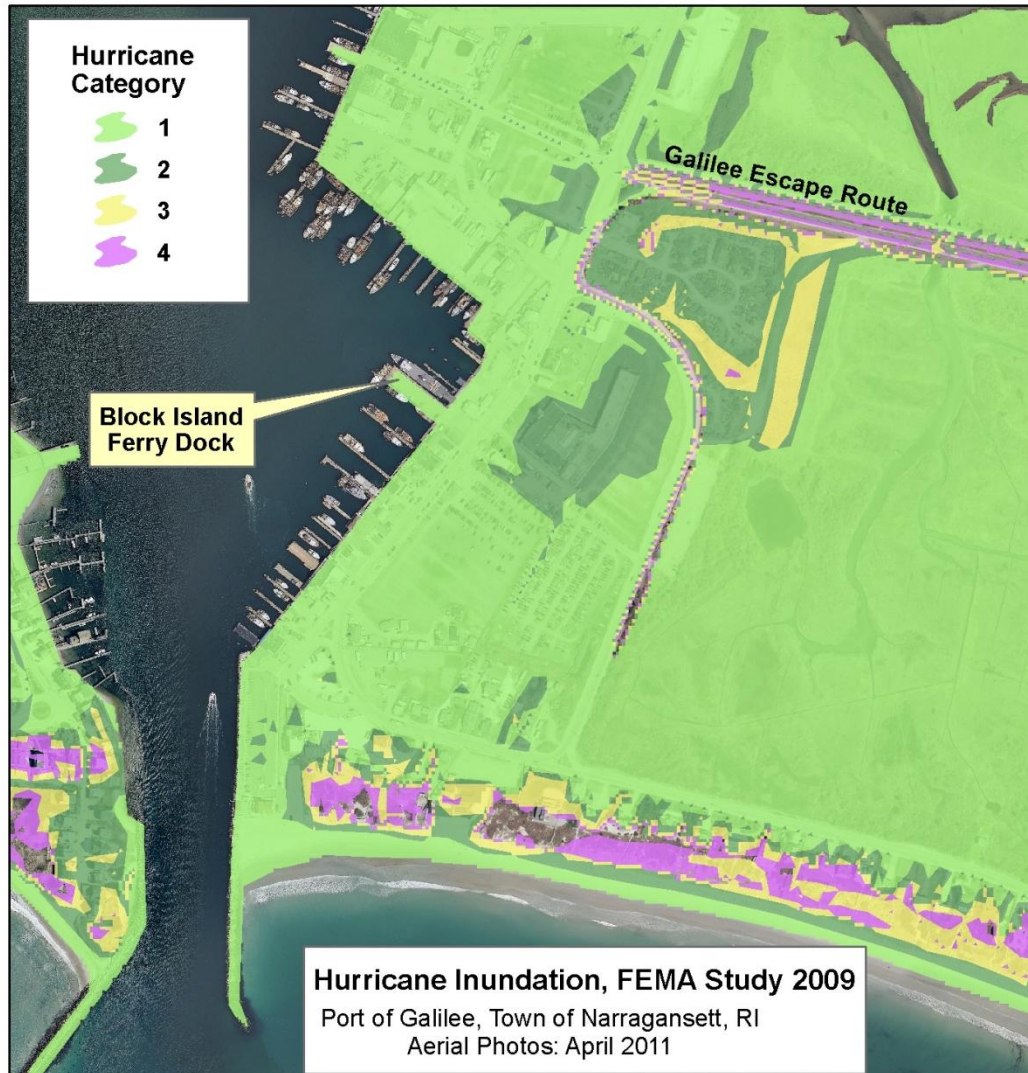 Hurricane
Category
1
2
3
4
Galilee Escape Route
Block Island
Ferry Dock
Hurricane Inundation, FEMA Study 2009
Port of Galilee, Town of Narragansett, RI
Aerial Photos: April 2011